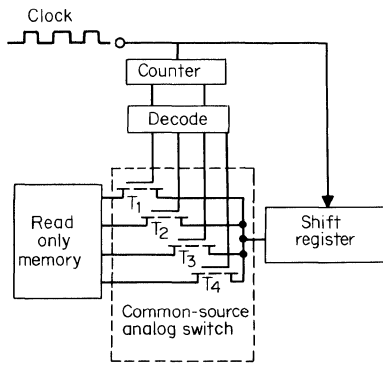 Clock
Counter
Decode
T1
T2
T3
T4
Read
only
memory
Shift
register
Common-source
analog switch